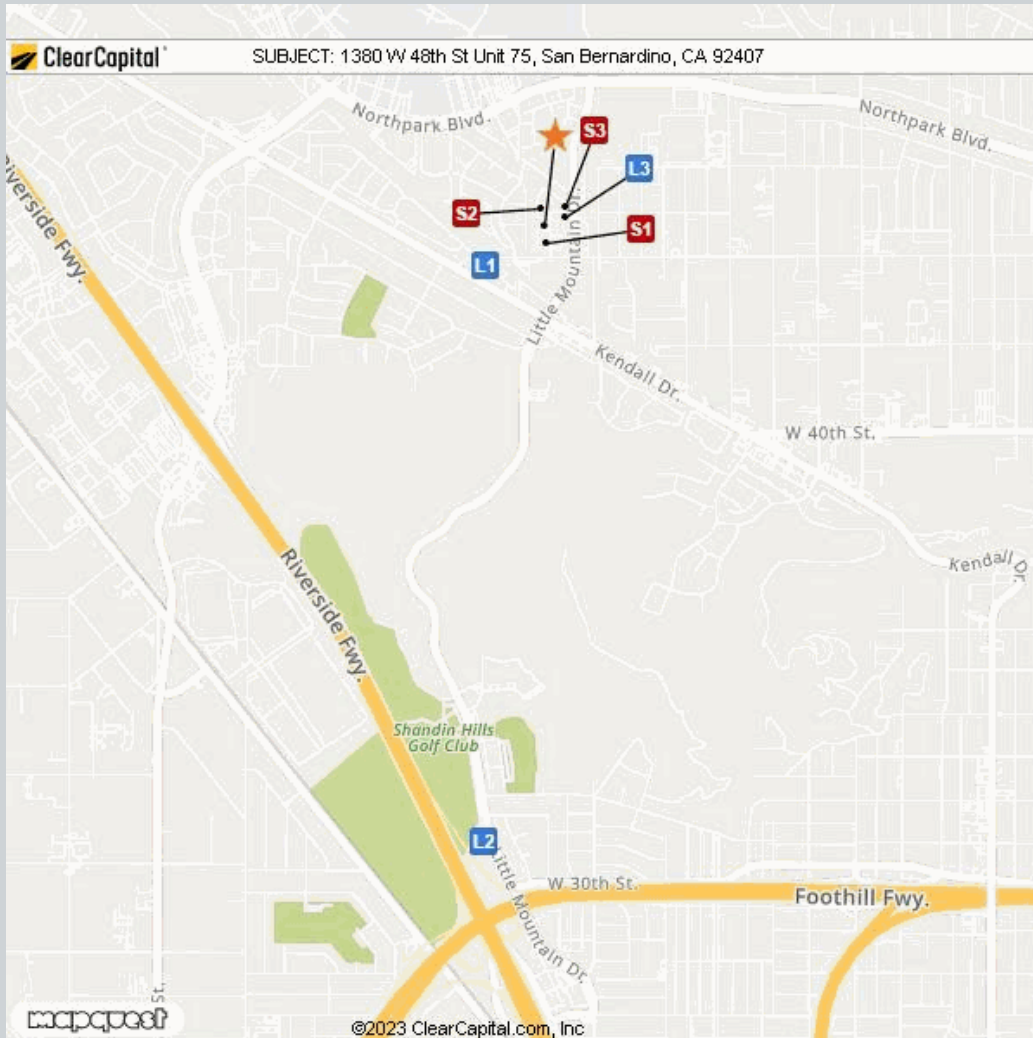 ClearCapital
SUBJECT: 1380 W 48th St Unit 75, San Bernardino, CA 92407
Northpark Blvd.
Northpark Blvd.
Riverside Fwy.
S3
L3
S2
S1
L1
Little Mountain Dr.
Kendall Dr.
W 40th St.
Kendall Dr.
Riverside Fwy.
Shandin Hills
Golf Club
L2
Little Mountain Dr.
W 30th St.
Foothill Fwy.
St.
mapquest
©2023 ClearCapital.com, Inc